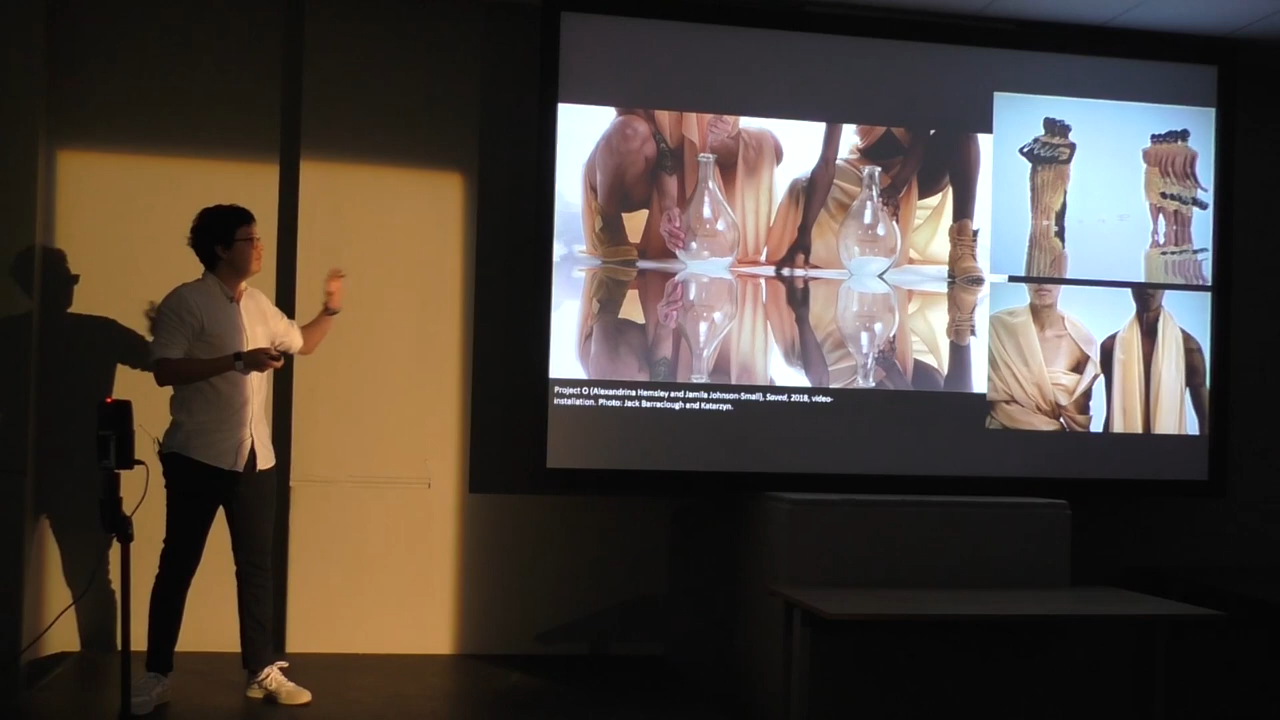 Project O (Alexandrina Hemsley and Jamila Johnson-Small), Saved, 2018, video-
installation. Photo: Jack Barraclough and Katarzyn.